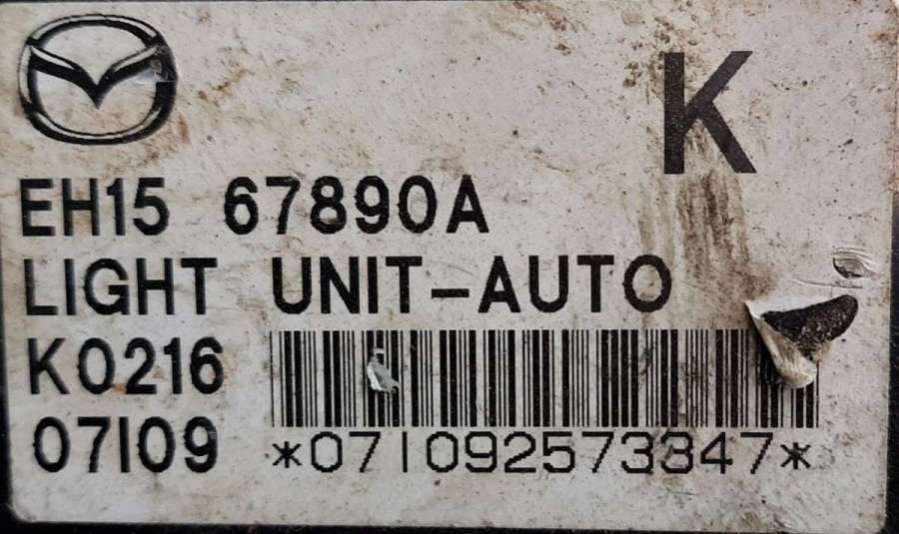 K
EH15 67890A
LIGHT UNIT-AUTO
K0216
07I09
*07I092573347*